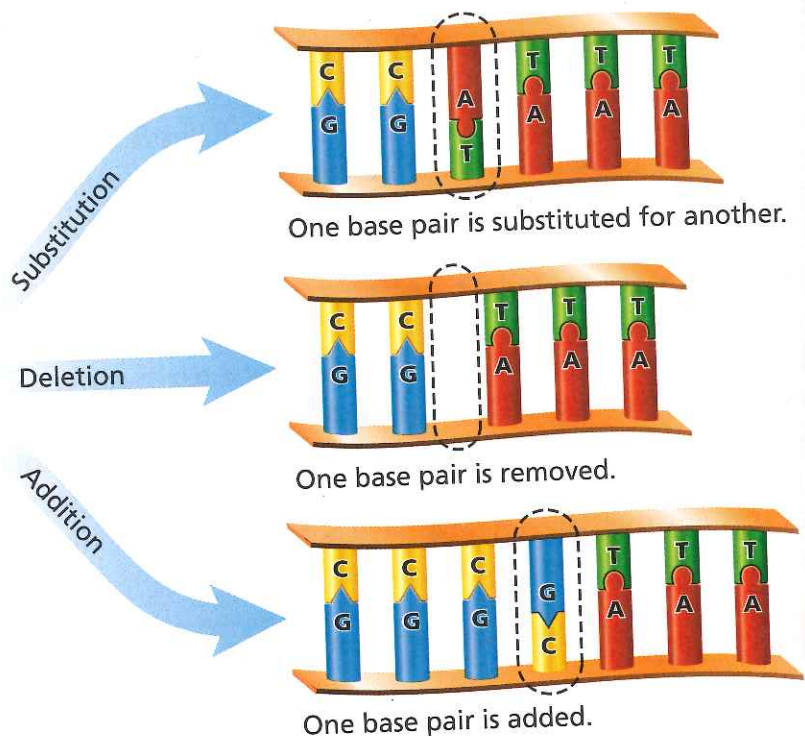 Substitution
C C A T T T
G G T A A A
One base pair is substituted for another.
Deletion
C C T T T
G G A A A
One base pair is removed.
Addition
C C C G T T T
G G G C A A A
One base pair is added.